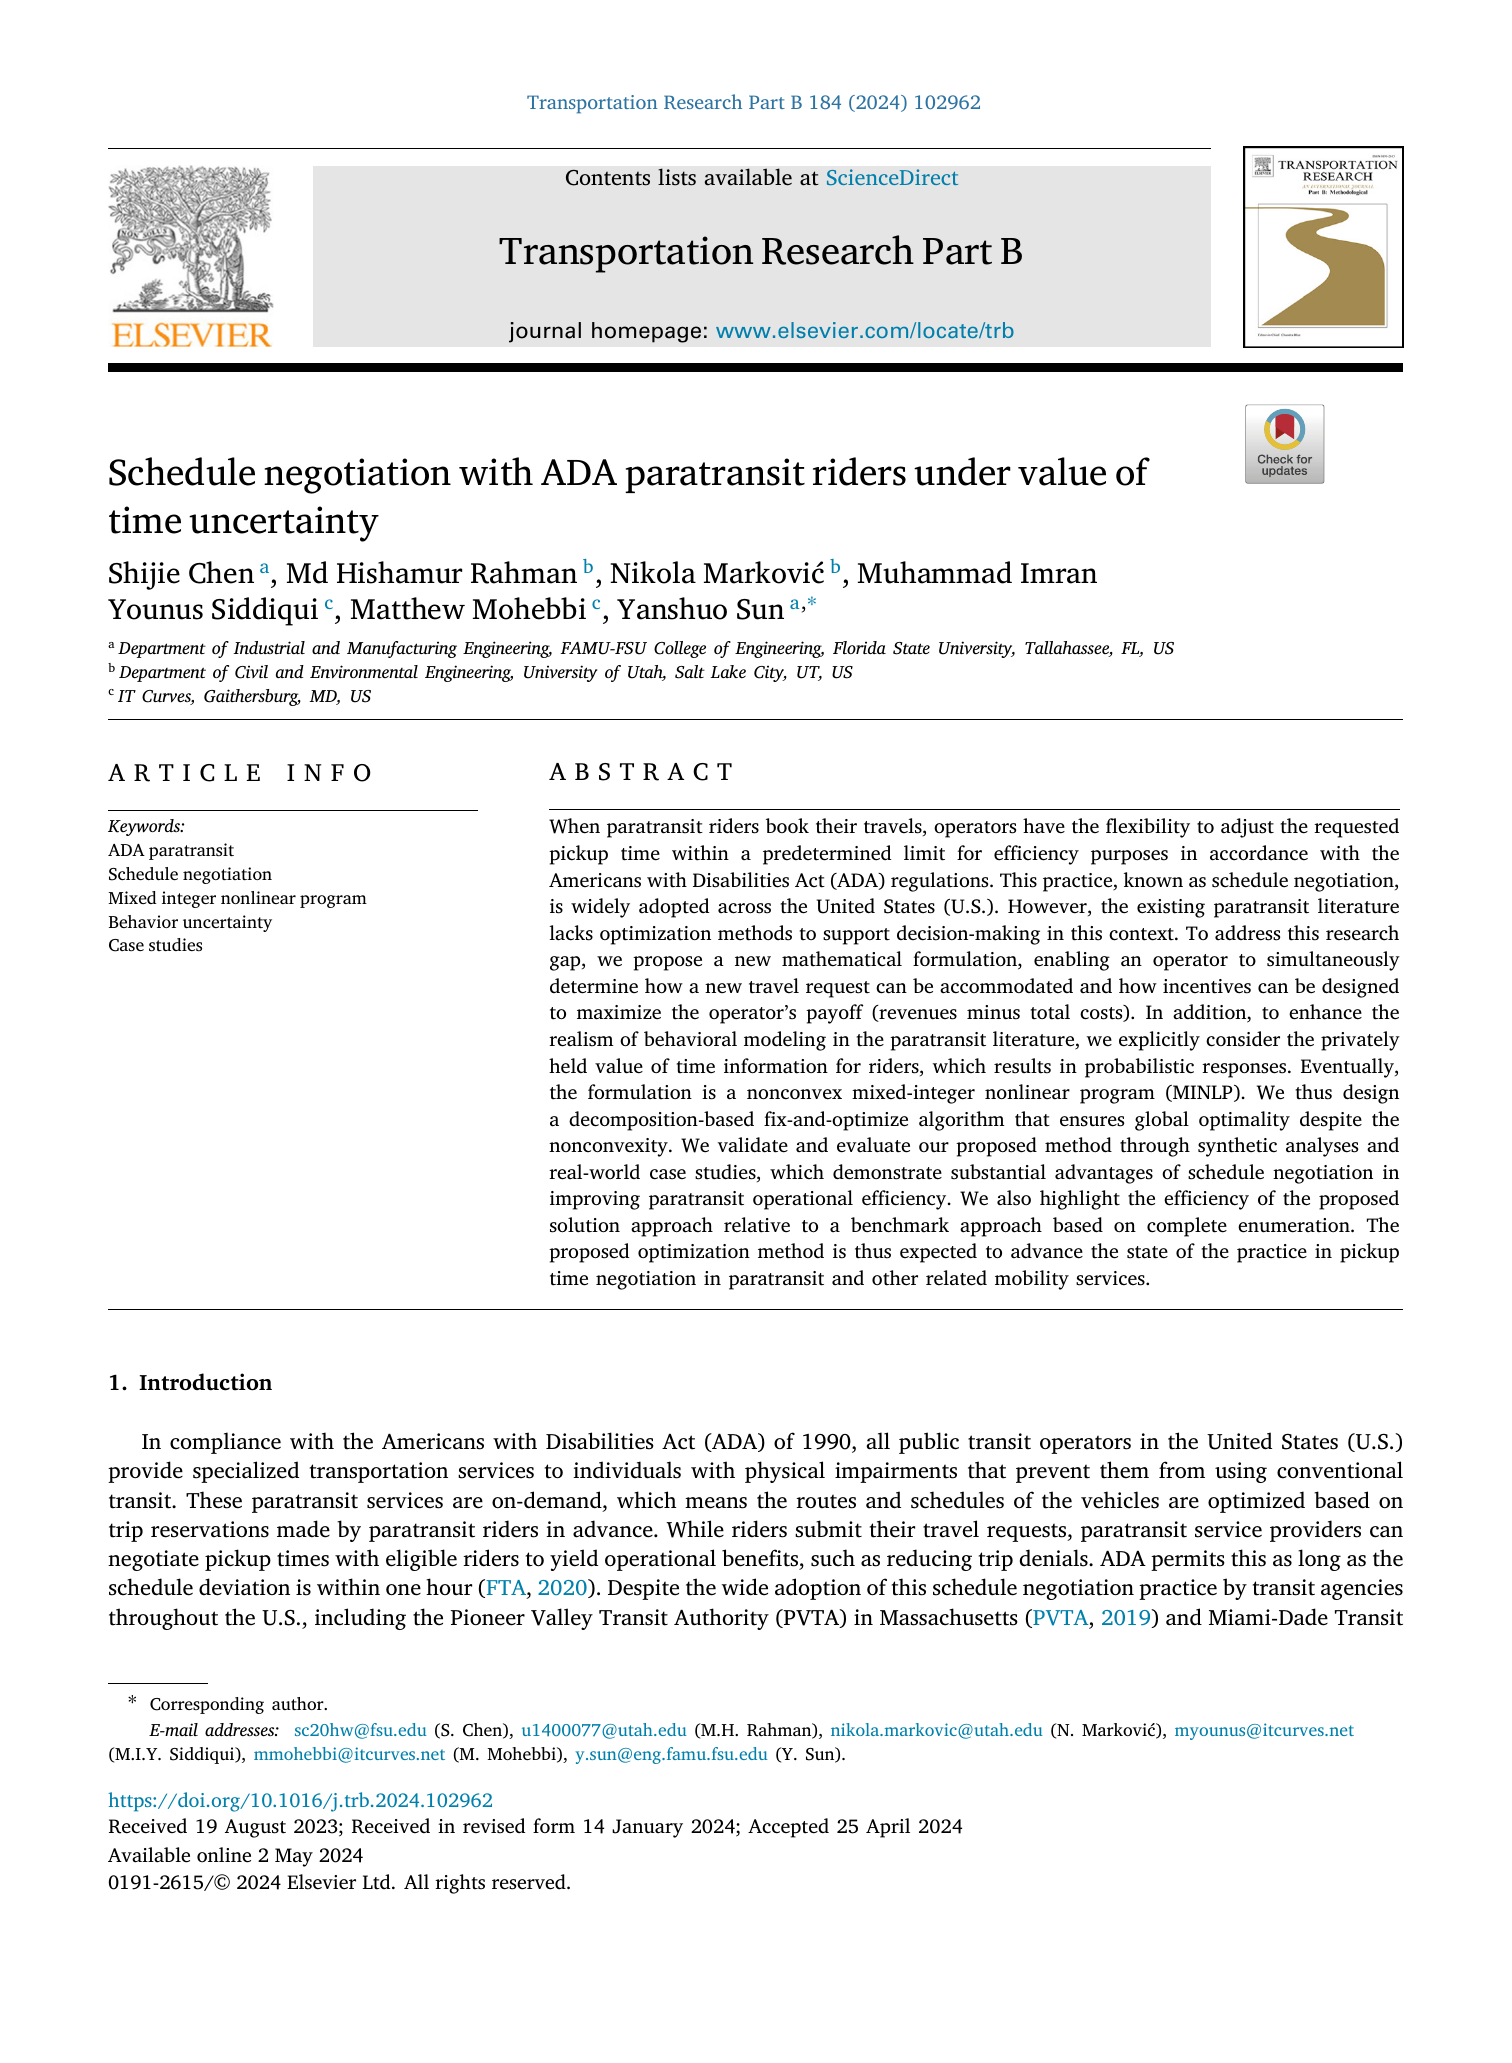 Transportation Research Part B 184 (2024) 102962
Contents lists available at ScienceDirect
Transportation Research Part B
journal homepage: www.elsevier.com/locate/trb
ELSEVIER
TRANSPORTATION
RESEARCH
AN INTERNATIONAL JOURNAL
Part B: Methodological
Check for
updates
Schedule negotiation with ADA paratransit riders under value of
time uncertainty
Shijie Chen a, Md Hishamur Rahman b, Nikola Marković b, Muhammad Imran
Younus Siddiqui c, Matthew Mohebbi c, Yanshuo Sun a,*
a Department of Industrial and Manufacturing Engineering, FAMU-FSU College of Engineering, Florida State University, Tallahassee, FL, US
b Department of Civil and Environmental Engineering, University of Utah, Salt Lake City, UT, US
c IT Curves, Gaithersburg, MD, US
ARTICLE INFO
Keywords:
ADA paratransit
Schedule negotiation
Mixed integer nonlinear program
Behavior uncertainty
Case studies
ABSTRACT
When paratransit riders book their travels, operators have the flexibility to adjust the requested
pickup time within a predetermined limit for efficiency purposes in accordance with the
Americans with Disabilities Act (ADA) regulations. This practice, known as schedule negotiation,
is widely adopted across the United States (U.S.). However, the existing paratransit literature
lacks optimization methods to support decision-making in this context. To address this research
gap, we propose a new mathematical formulation, enabling an operator to simultaneously
determine how a new travel request can be accommodated and how incentives can be designed
to maximize the operator's payoff (revenues minus total costs). In addition, to enhance the
realism of behavioral modeling in the paratransit literature, we explicitly consider the privately
held value of time information for riders, which results in probabilistic responses. Eventually,
the formulation is a nonconvex mixed-integer nonlinear program (MINLP). We thus design
a decomposition-based fix-and-optimize algorithm that ensures global optimality despite the
nonconvexity. We validate and evaluate our proposed method through synthetic analyses and
real-world case studies, which demonstrate substantial advantages of schedule negotiation in
improving paratransit operational efficiency. We also highlight the efficiency of the proposed
solution approach relative to a benchmark approach based on complete enumeration. The
proposed optimization method is thus expected to advance the state of the practice in pickup
time negotiation in paratransit and other related mobility services.
1. Introduction
In compliance with the Americans with Disabilities Act (ADA) of 1990, all public transit operators in the United States (U.S.)
provide specialized transportation services to individuals with physical impairments that prevent them from using conventional
transit. These paratransit services are on-demand, which means the routes and schedules of the vehicles are optimized based on
trip reservations made by paratransit riders in advance. While riders submit their travel requests, paratransit service providers can
negotiate pickup times with eligible riders to yield operational benefits, such as reducing trip denials. ADA permits this as long as the
schedule deviation is within one hour (FTA, 2020). Despite the wide adoption of this schedule negotiation practice by transit agencies
throughout the U.S., including the Pioneer Valley Transit Authority (PVTA) in Massachusetts (PVTA, 2019) and Miami-Dade Transit
* Corresponding author.
E-mail addresses: sc20hw@fsu.edu (S. Chen), u1400077@utah.edu (M.H. Rahman), nikola.markovic@utah.edu (N. Marković), myounus@itcurves.net
(M.I.Y. Siddiqui), mmohebbi@itcurves.net (M. Mohebbi), y.sun@eng.famu.fsu.edu (Y. Sun).
https://doi.org/10.1016/j.trb.2024.102962
Received 19 August 2023; Received in revised form 14 January 2024; Accepted 25 April 2024
Available online 2 May 2024
0191-2615/© 2024 Elsevier Ltd. All rights reserved.